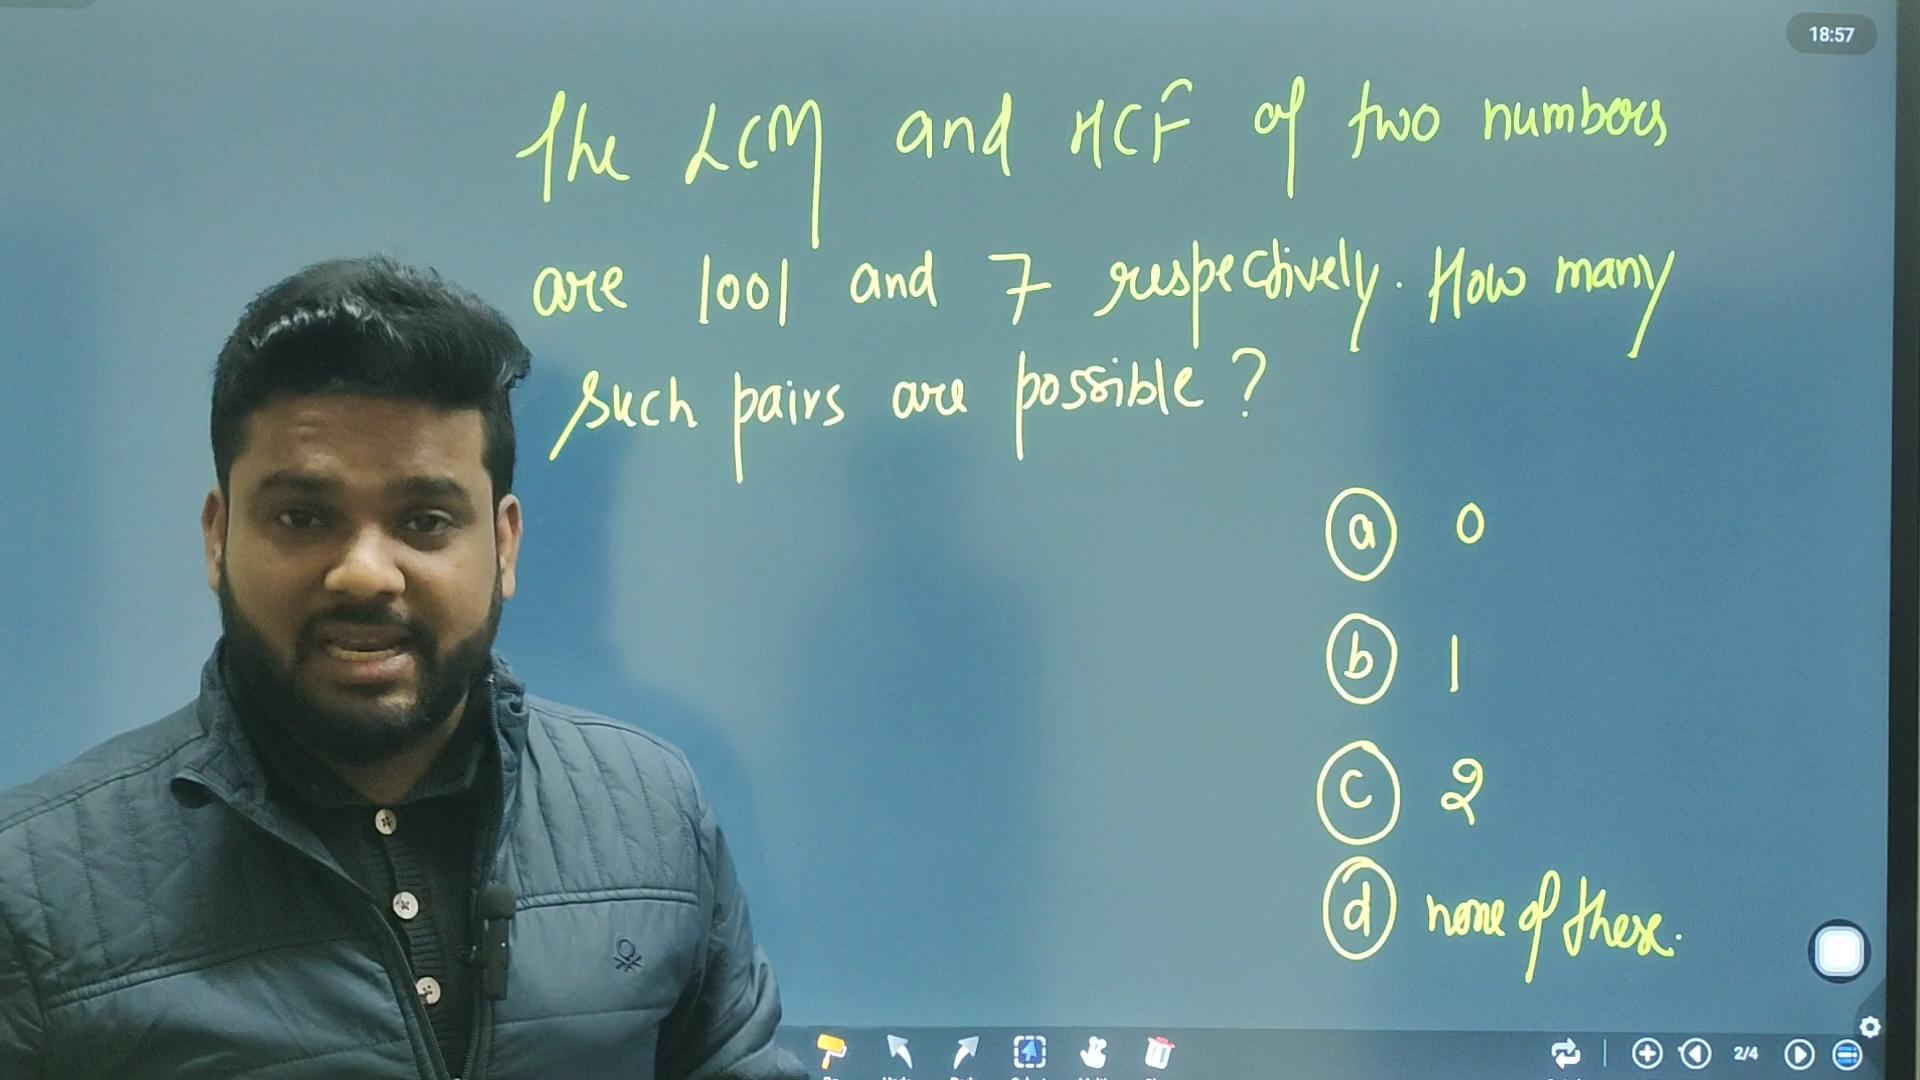 18:57
The LCM and HCF of two numbers
are 1001 and 7 respectively. How many
such pairs are possible?
a 0
b 1
c 2
d none of these.
2/4